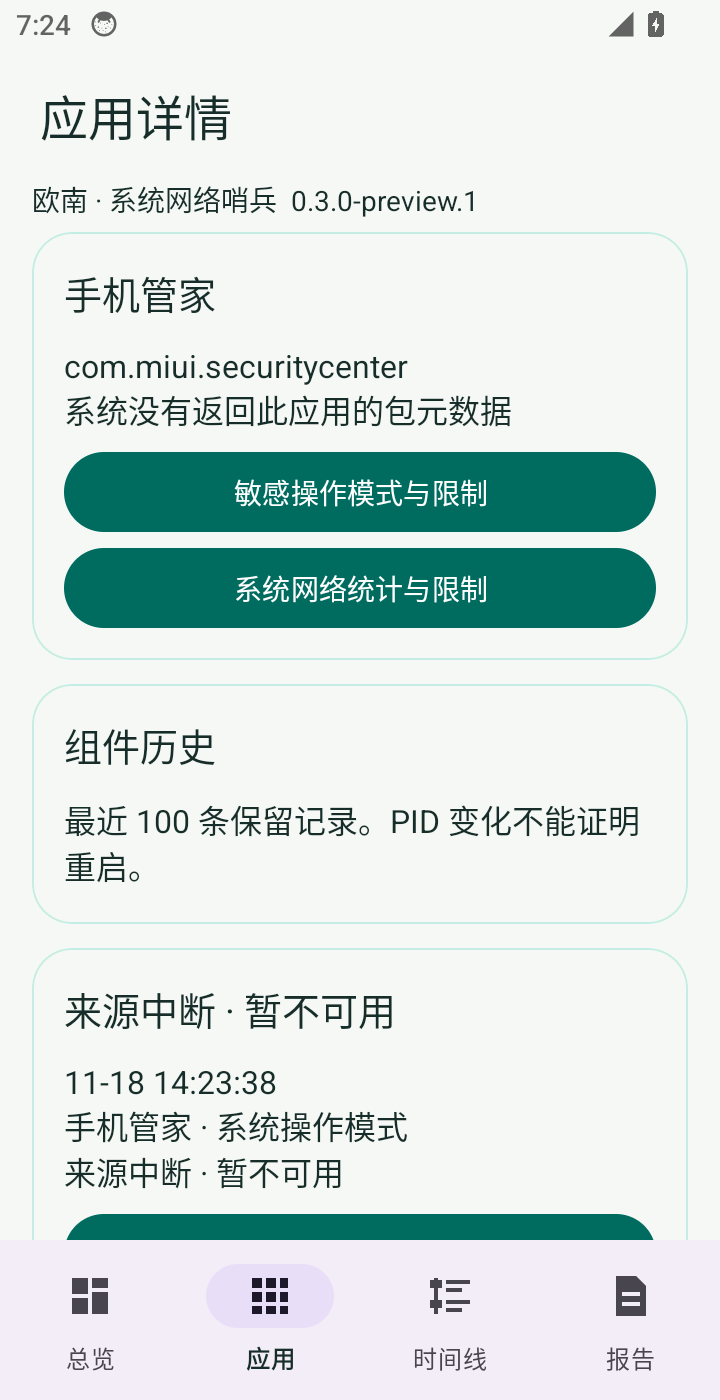 7:24
应用详情
欧南 · 系统网络哨兵 0.3.0-preview.1
手机管家
com.miui.securitycenter
系统没有返回此应用的包元数据
敏感操作模式与限制
系统网络统计与限制
组件历史
最近 100 条保留记录。PID 变化不能证明
重启。
来源中断 · 暂不可用
11-18 14:23:38
手机管家 · 系统操作模式
来源中断 · 暂不可用
总览
应用
时间线
报告